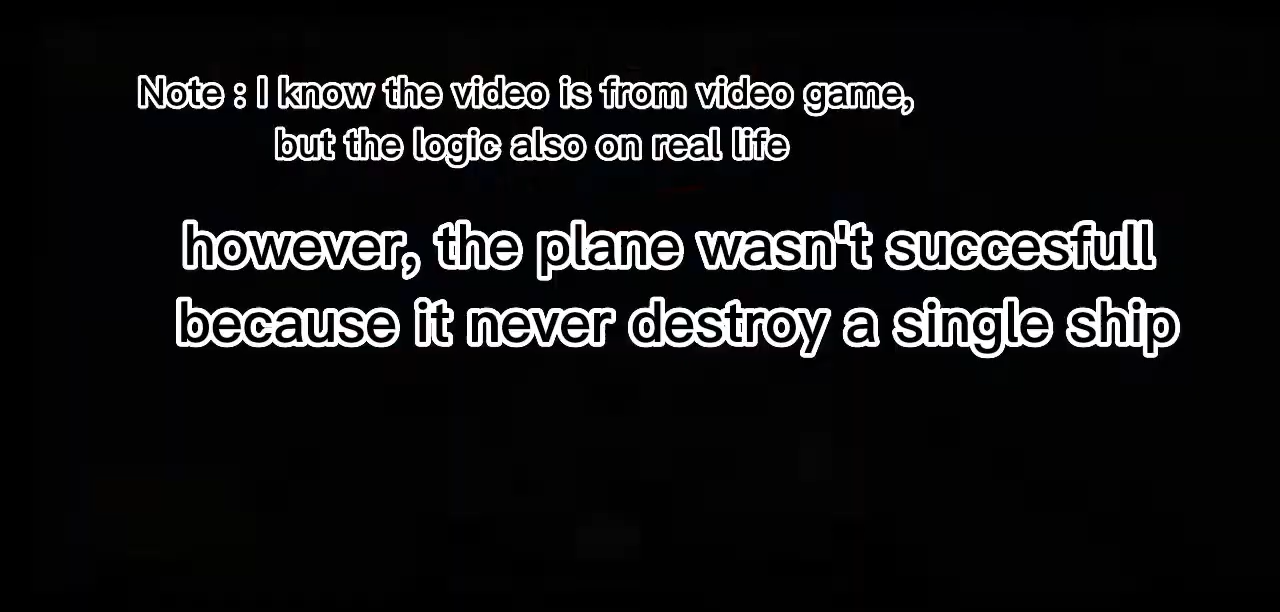 Note : I know the video is from video game,
but the logic also on real life
however, the plane wasn't succesfull
because it never destroy a single ship